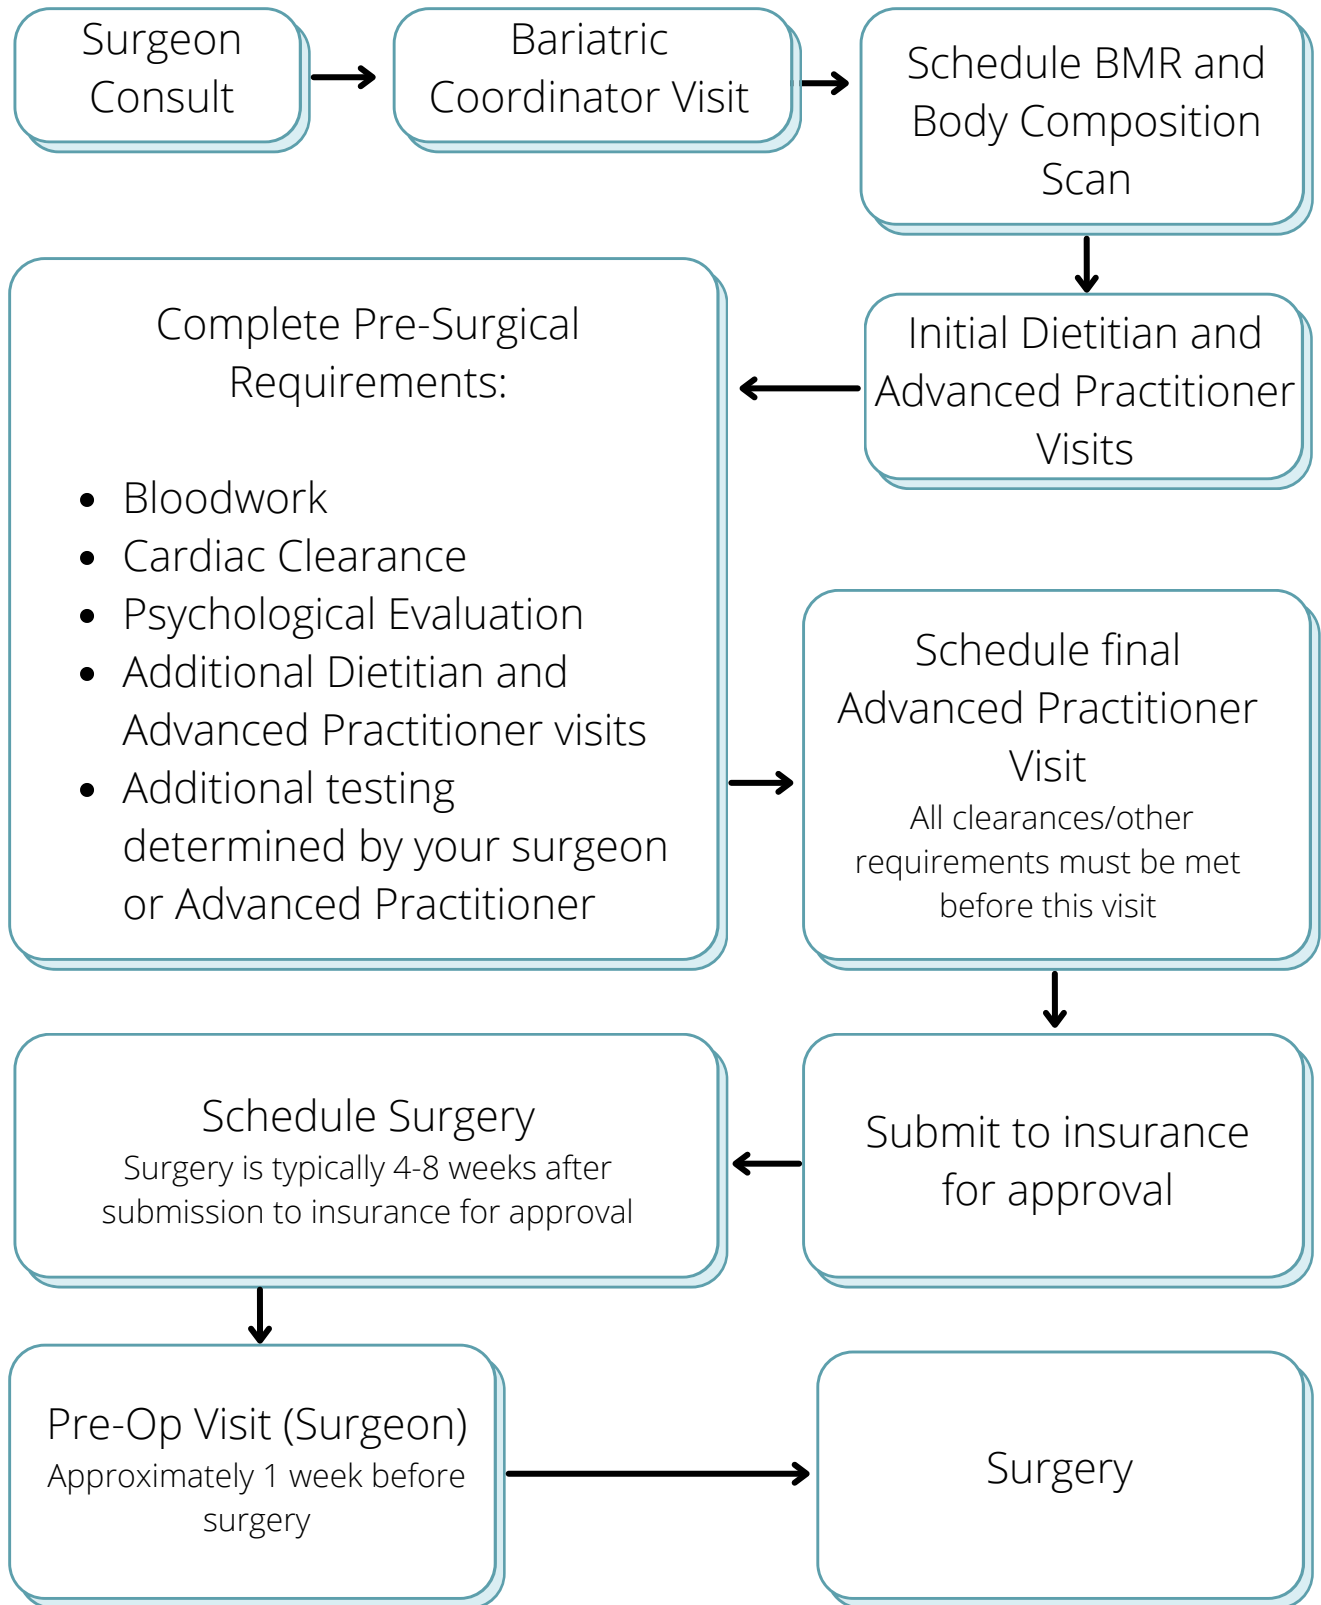 Surgeon
Consult
Bariatric
Coordinator Visit
Schedule BMR and
Body Composition
Scan
Initial Dietitian and
Advanced Practitioner
Visits
Complete Pre-Surgical
Requirements:
• Bloodwork
• Cardiac Clearance
• Psychological Evaluation
• Additional Dietitian and
Advanced Practitioner visits
• Additional testing
determined by your surgeon
or Advanced Practitioner
Schedule final
Advanced Practitioner
Visit
All clearances/other
requirements must be met
before this visit
Submit to insurance
for approval
Schedule Surgery
Surgery is typically 4-8 weeks after
submission to insurance for approval
Pre-Op Visit (Surgeon)
Approximately 1 week before
surgery
Surgery